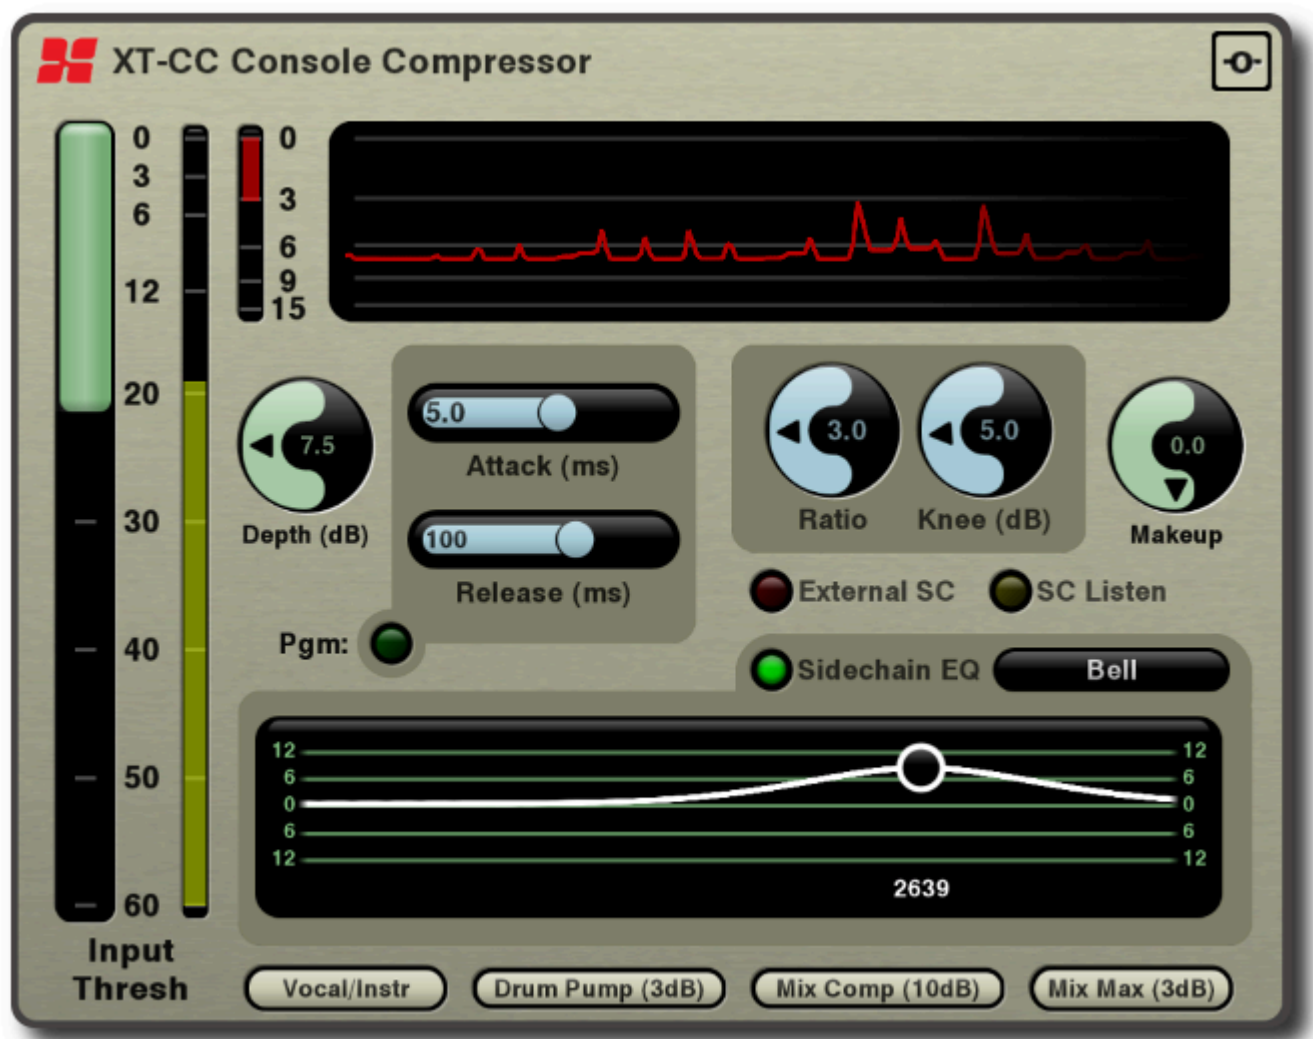 XT-CC Console Compressor
-O-
0
3
6
12
20
30
40
50
60
Input
Thresh
0
3
6
9
15
7.5
Depth (dB)
5.0
Attack (ms)
100
Release (ms)
Pgm:
3.0
Ratio
5.0
Knee (dB)
0.0
Makeup
External SC
SC Listen
Sidechain EQ
Bell
12 12
6 6
0 0
6 6
12 12
2639
Vocal/Instr
Drum Pump (3dB)
Mix Comp (10dB)
Mix Max (3dB)